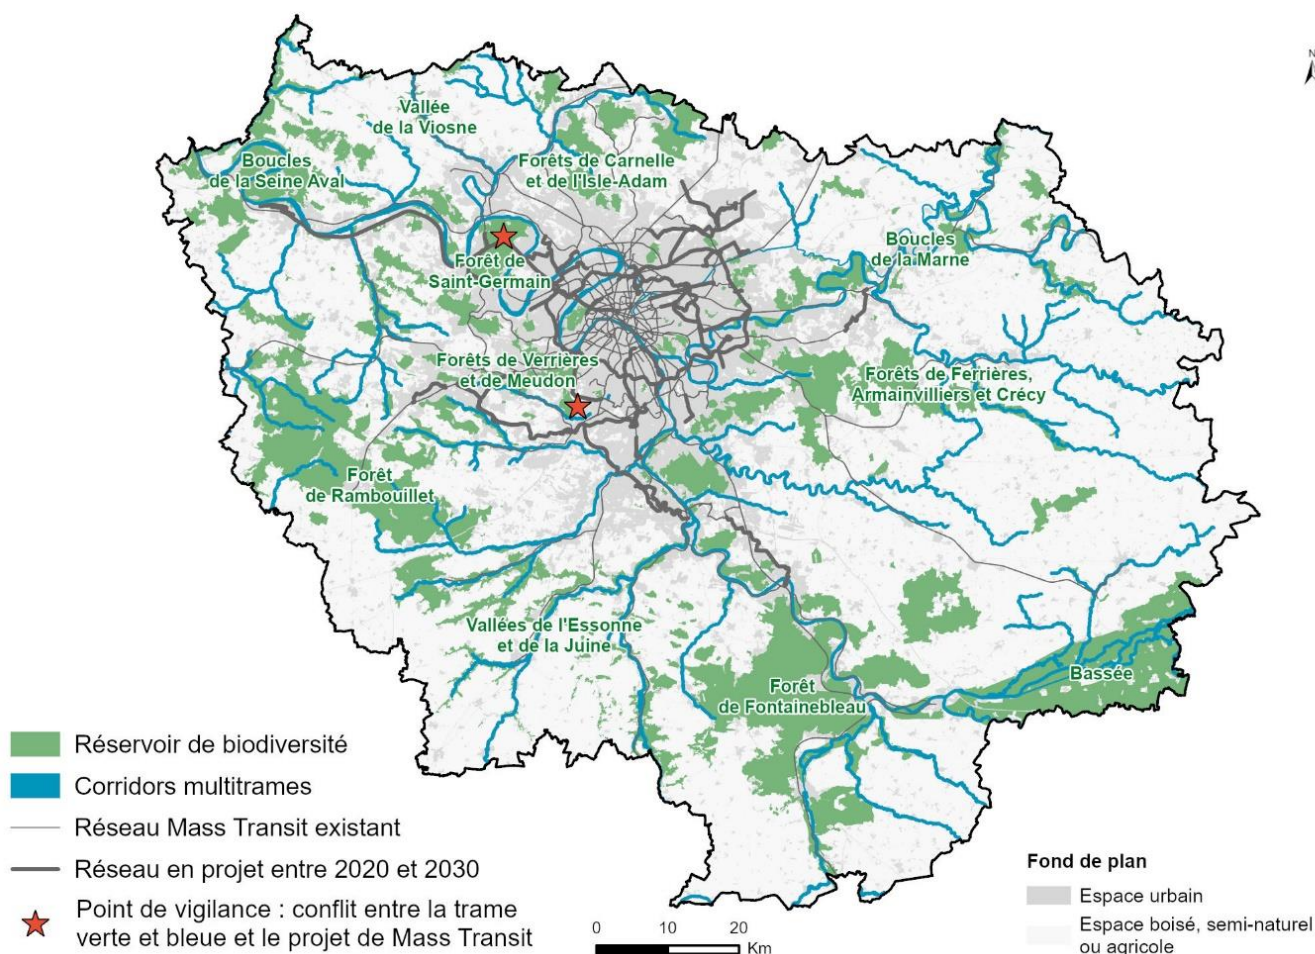 N
Vallée
de la Viosne
Boucles
de la Seine Aval
Forêts de Carnelle
et de l'Isle-Adam
Boucles
de la Marne
Forêt de
Saint-Germain
Forêts de Verrières
et de Meudon
Forêts de Ferrières,
Armainvilliers et Crécy
Forêt
de Rambouillet
Vallées de l'Essonne
et de la Juine
Forêt
de Fontainebleau
Bassée
Réservoir de biodiversité
Corridors multitrames
Réseau Mass Transit existant
Réseau en projet entre 2020 et 2030
Point de vigilance : conflit entre la trame
verte et bleue et le projet de Mass Transit
0 10 20
Km
Fond de plan
Espace urbain
Espace boisé, semi-naturel
ou agricole